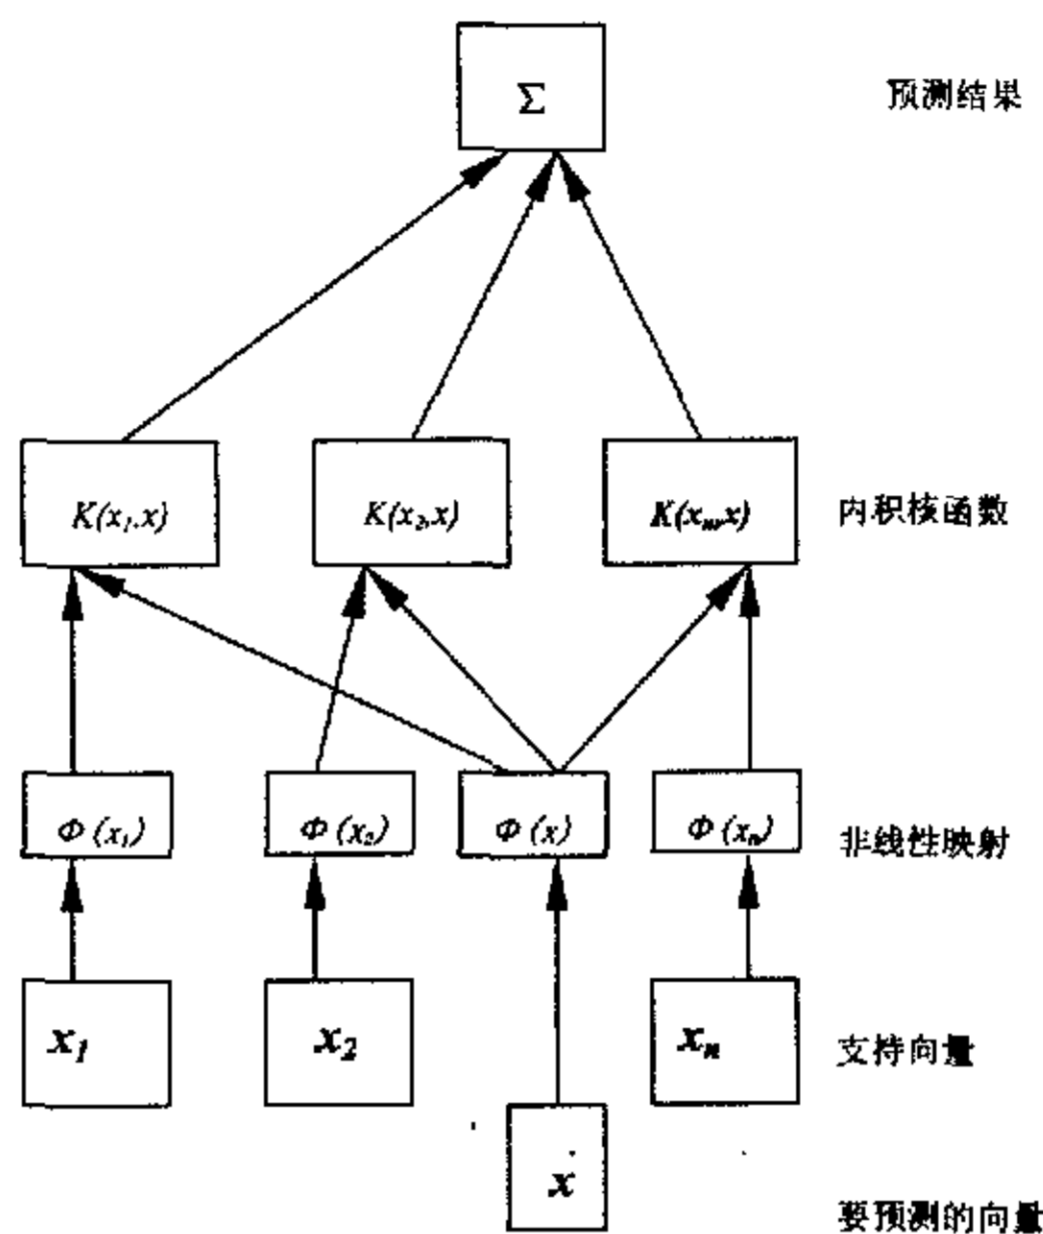 Σ 预测结果
K(x₁,x) K(x₂,x) K(xₙ,x) 内积核函数
Φ(x₁) Φ(x₂) Φ(x) Φ(xₙ) 非线性映射
x₁ x₂ xₙ 支持向量
x
要预测的向量